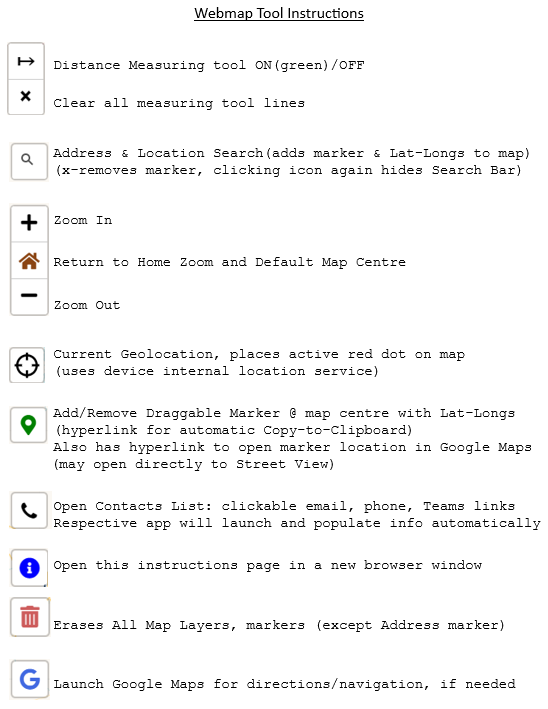 Webmap Tool Instructions
Distance Measuring tool ON(green)/OFF
Clear all measuring tool lines
Address & Location Search(adds marker & Lat-Longs to map)
(x-removes marker, clicking icon again hides Search Bar)
Zoom In
Return to Home Zoom and Default Map Centre
Zoom Out
Current Geolocation, places active red dot on map
(uses device internal location service)
Add/Remove Draggable Marker @ map centre with Lat-Longs
(hyperlink for automatic Copy-to-Clipboard)
Also has hyperlink to open marker location in Google Maps
(may open directly to Street View)
Open Contacts List: clickable email, phone, Teams links
Respective app will launch and populate info automatically
Open this instructions page in a new browser window
Erases All Map Layers, markers (except Address marker)
G Launch Google Maps for directions/navigation, if needed